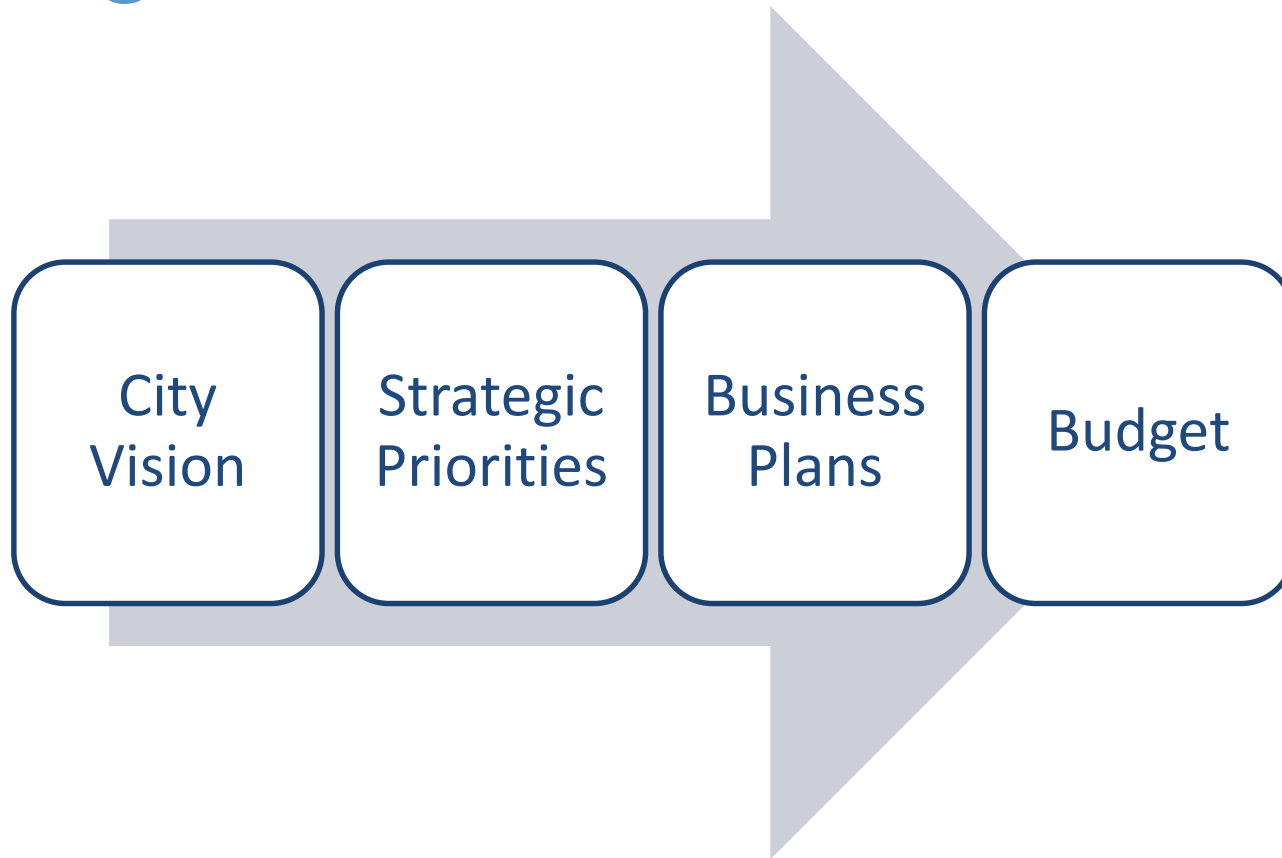 City
Vision
Strategic
Priorities
Business
Plans
Budget